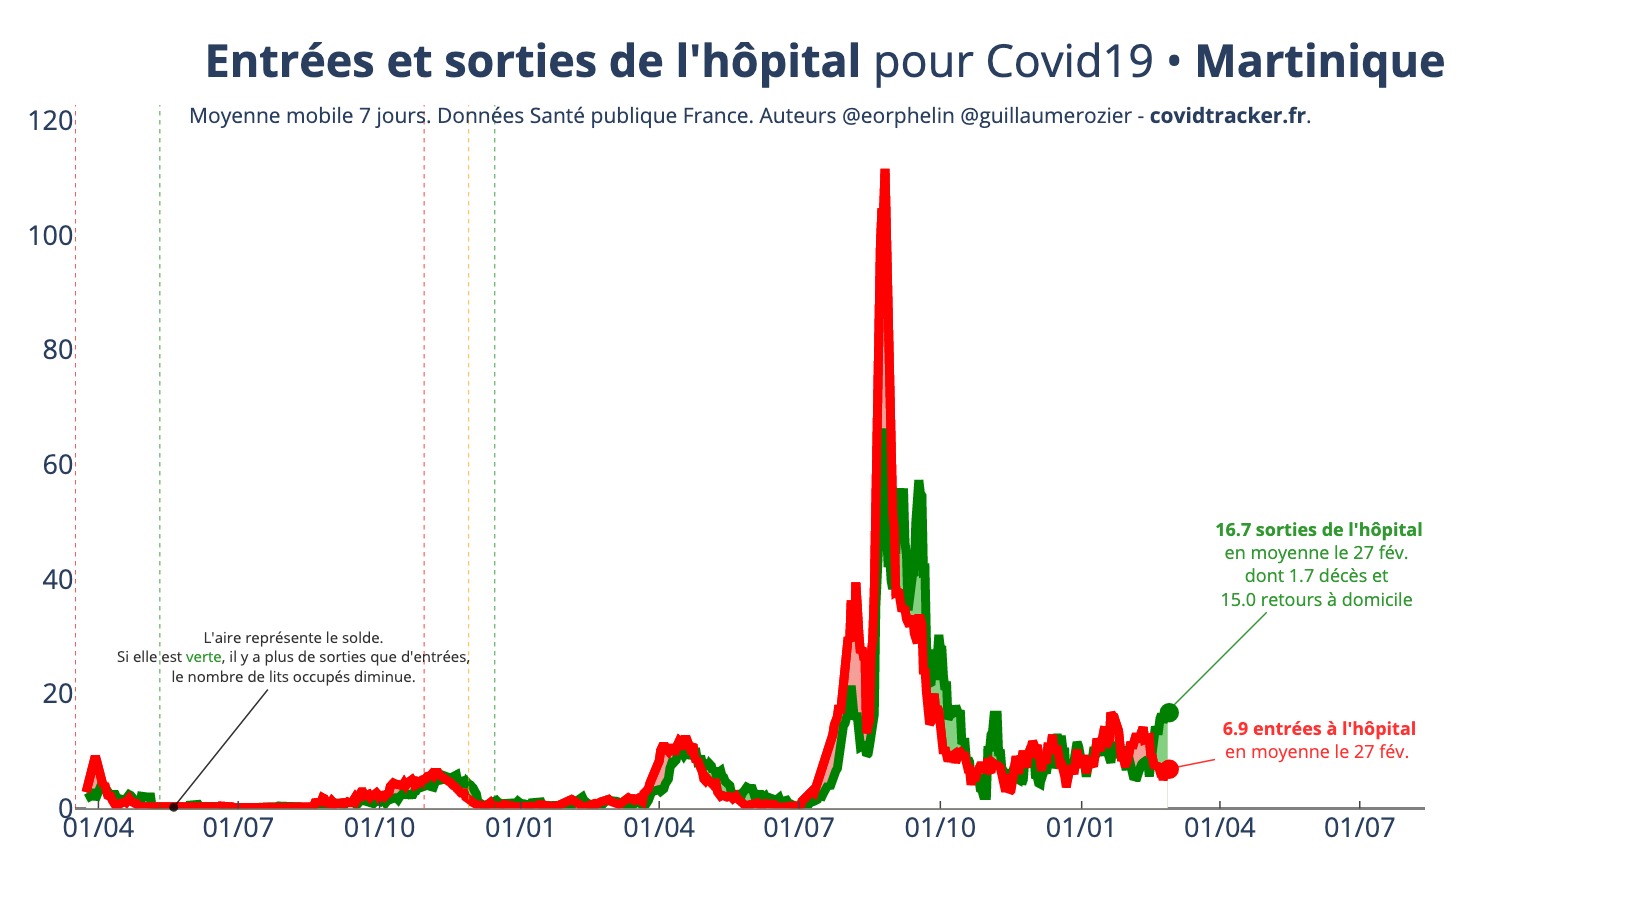 Entrées et sorties de l'hôpital pour Covid19 • Martinique
Moyenne mobile 7 jours. Données Santé publique France. Auteurs @eorphelin @guillaumerozier - covidtracker.fr.
120
100
80
60
40
20
0
16.7 sorties de l'hôpital
en moyenne le 27 fév.
dont 1.7 décès et
15.0 retours à domicile
L'aire représente le solde.
Si elle est verte, il y a plus de sorties que d'entrées,
le nombre de lits occupés diminue.
6.9 entrées à l'hôpital
en moyenne le 27 fév.
01/04 01/07 01/10 01/01 01/04 01/07 01/10 01/01 01/04 01/07